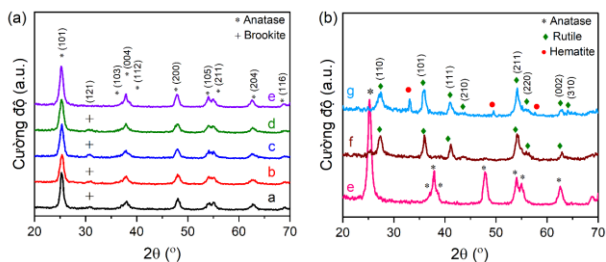 (a)
* Anatase
+ Brookite
* (101)
+ (121)
* (103)
* (004)
* (112)
* (200)
* (105)
* (211)
* (204)
* (116)
e
d
+
c
+
b
+
a
Cường độ (a.u.)
20 30 40 50 60 70
2θ (°)
(b)
* Anatase
Rutile
Hematite
(110)
(101)
(111)
(210)
(211)
(220)
(002)
(310)
g
f
e
* * * * * * * *
Cường độ (a.u.)
20 30 40 50 60 70
2θ (°)